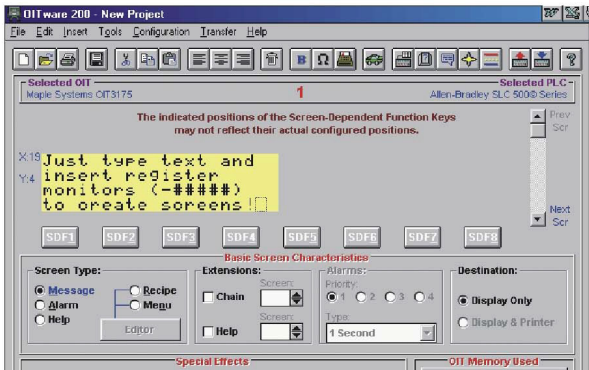 OITware 200 - New Project
File Edit Insert Tools Configuration Transfer Help
B Ω ?
Selected OIT Selected PLC
Maple Systems OIT3175 1 Allen-Bradley SLC 500® Series
The indicated positions of the Screen-Dependent Function Keys
may not reflect their actual configured positions.
Prev
Scr
X:19
Y:4
Just type text and
insert register
monitors (-#####)
to create screens!
Next
Scr
SDF1 SDF2 SDF3 SDF4 SDF5 SDF6 SDF7 SDF8
Basic Screen Characteristics
Screen Type:
Message Recipe
Alarm Menu
Help
Editor
Extensions:
Screen:
Chain
Screen:
Help
Alarms:
Priority:
1 2 3 4
Type:
1 Second
Destination:
Display Only
Display & Printer
Special Effects OIT Memory Used